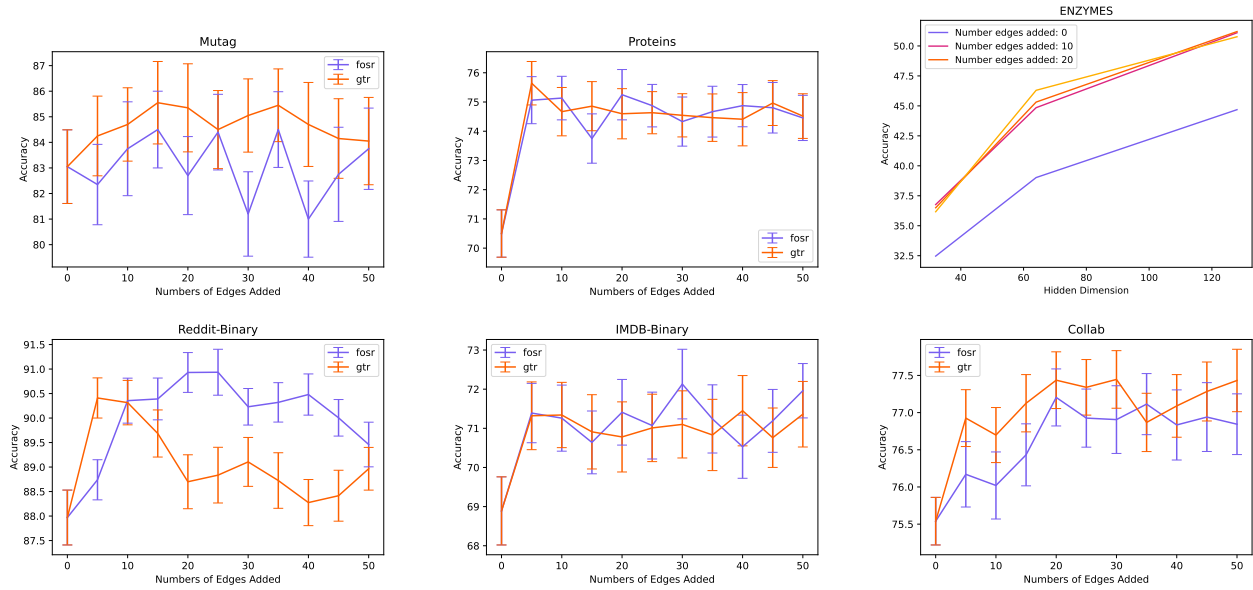 Mutag
87
86
85
84
83
82
81
80
Accuracy
fosr
gtr
0 10 20 30 40 50
Numbers of Edges Added
Proteins
76
75
74
73
72
71
70
Accuracy
fosr
gtr
0 10 20 30 40 50
Numbers of Edges Added
ENZYMES
50.0
47.5
45.0
42.5
40.0
37.5
35.0
32.5
Accuracy
Number edges added: 0
Number edges added: 10
Number edges added: 20
40 60 80 100 120
Hidden Dimension
Reddit-Binary
91.5
91.0
90.5
90.0
89.5
89.0
88.5
88.0
87.5
Accuracy
fosr
gtr
0 10 20 30 40 50
Numbers of Edges Added
IMDB-Binary
73
72
71
70
69
68
Accuracy
fosr
gtr
0 10 20 30 40 50
Numbers of Edges Added
Collab
77.5
77.0
76.5
76.0
75.5
Accuracy
fosr
gtr
0 10 20 30 40 50
Numbers of Edges Added